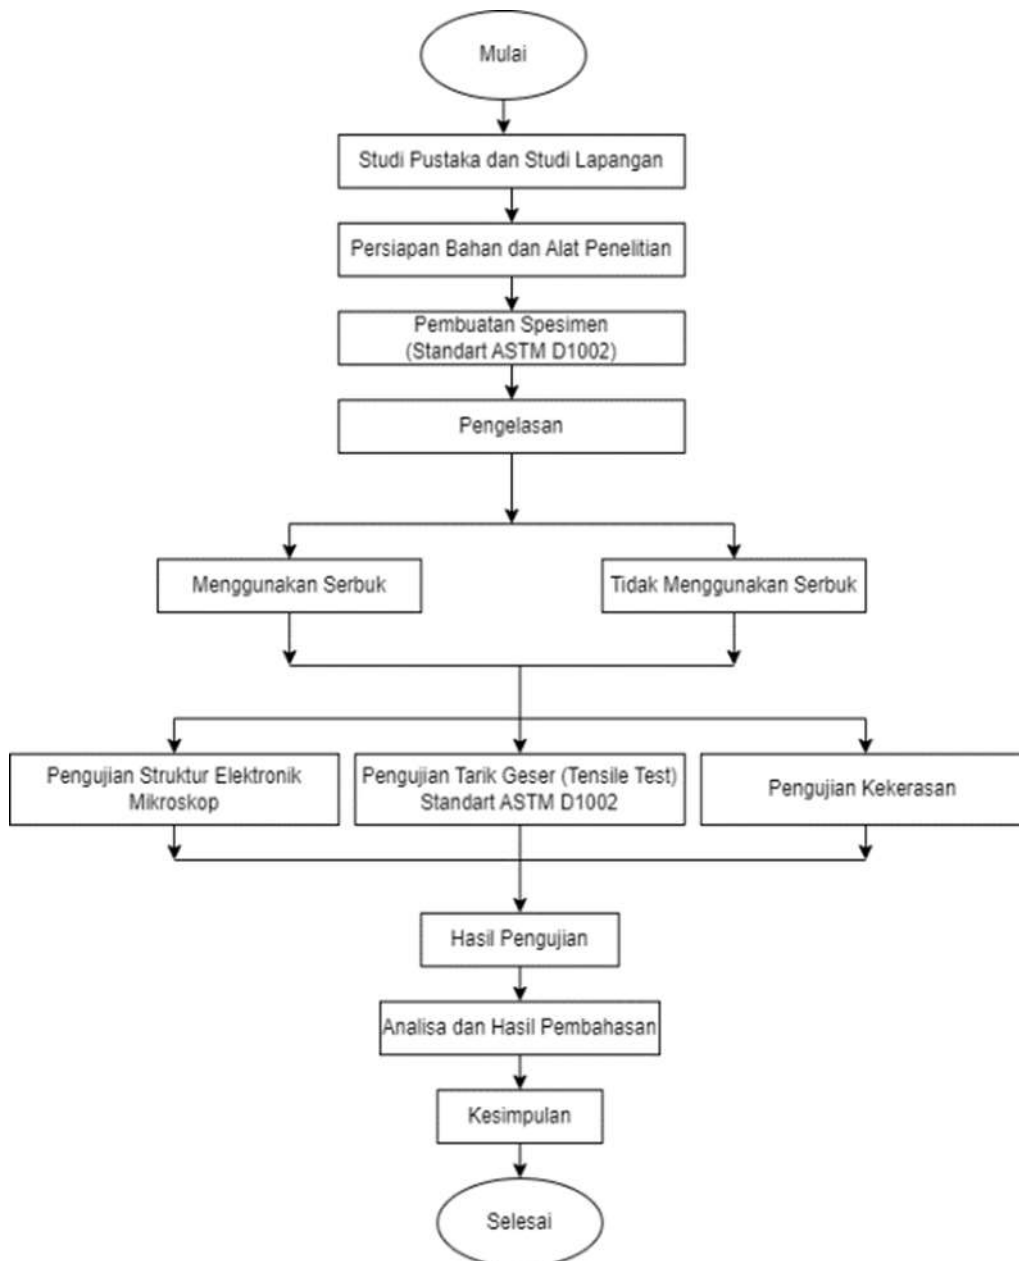 Mulai
Studi Pustaka dan Studi Lapangan
Persiapan Bahan dan Alat Penelitian
Pembuatan Spesimen
(Standart ASTM D1002)
Pengelasan
Menggunakan Serbuk
Tidak Menggunakan Serbuk
Pengujian Struktur Elektronik
Mikroskop
Pengujian Tarik Geser (Tensile Test)
Standart ASTM D1002
Pengujian Kekerasan
Hasil Pengujian
Analisa dan Hasil Pembahasan
Kesimpulan
Selesai